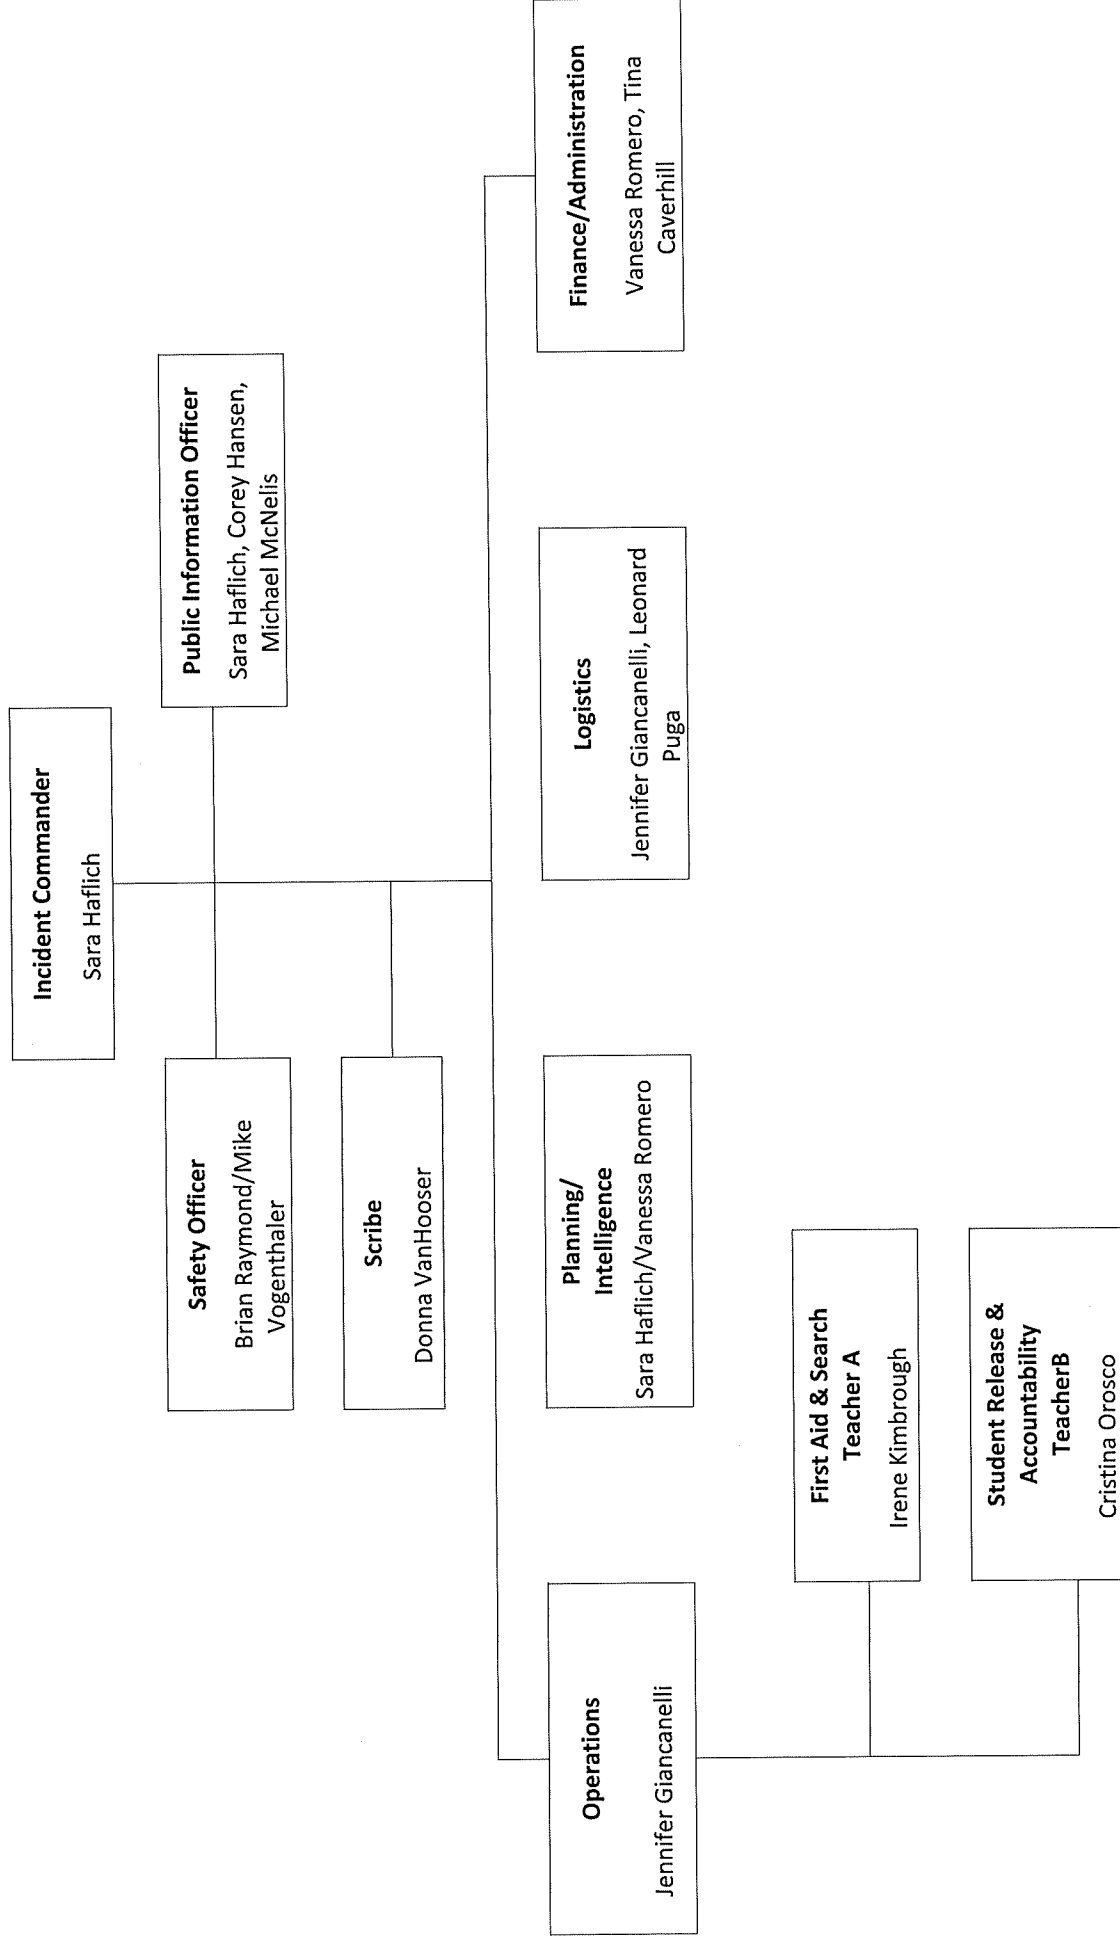 Incident Commander
Sara Haflich
Safety Officer
Brian Raymond/Mike
Vogenthaler
Public Information Officer
Sara Haflich, Corey Hansen,
Michael McNelis
Scribe
Donna VanHooser
Operations
Jennifer Giancanelli
Planning/
Intelligence
Sara Haflich/Vanessa Romero
Logistics
Jennifer Giancanelli, Leonard
Puga
Finance/Administration
Vanessa Romero, Tina
Caverhill
First Aid & Search
Teacher A
Irene Kimbrough
Student Release &
Accountability
TeacherB
Cristina Orosco